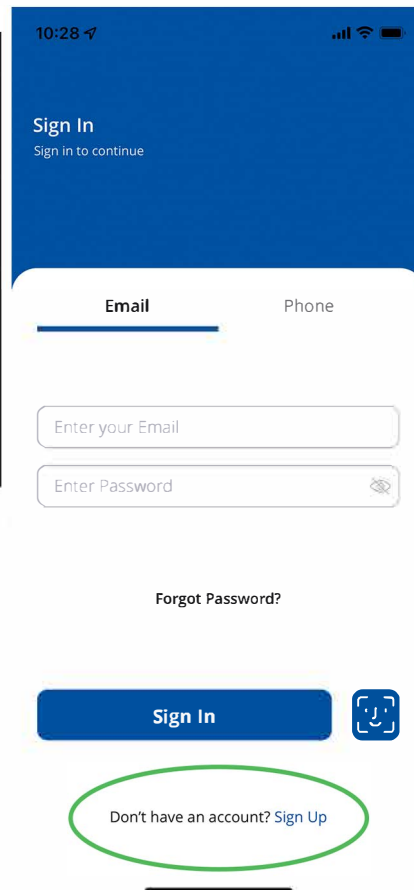 10:28
Sign In
Sign in to continue
Email
Phone
Enter your Email
Enter Password
Forgot Password?
Sign In
Don't have an account? Sign Up